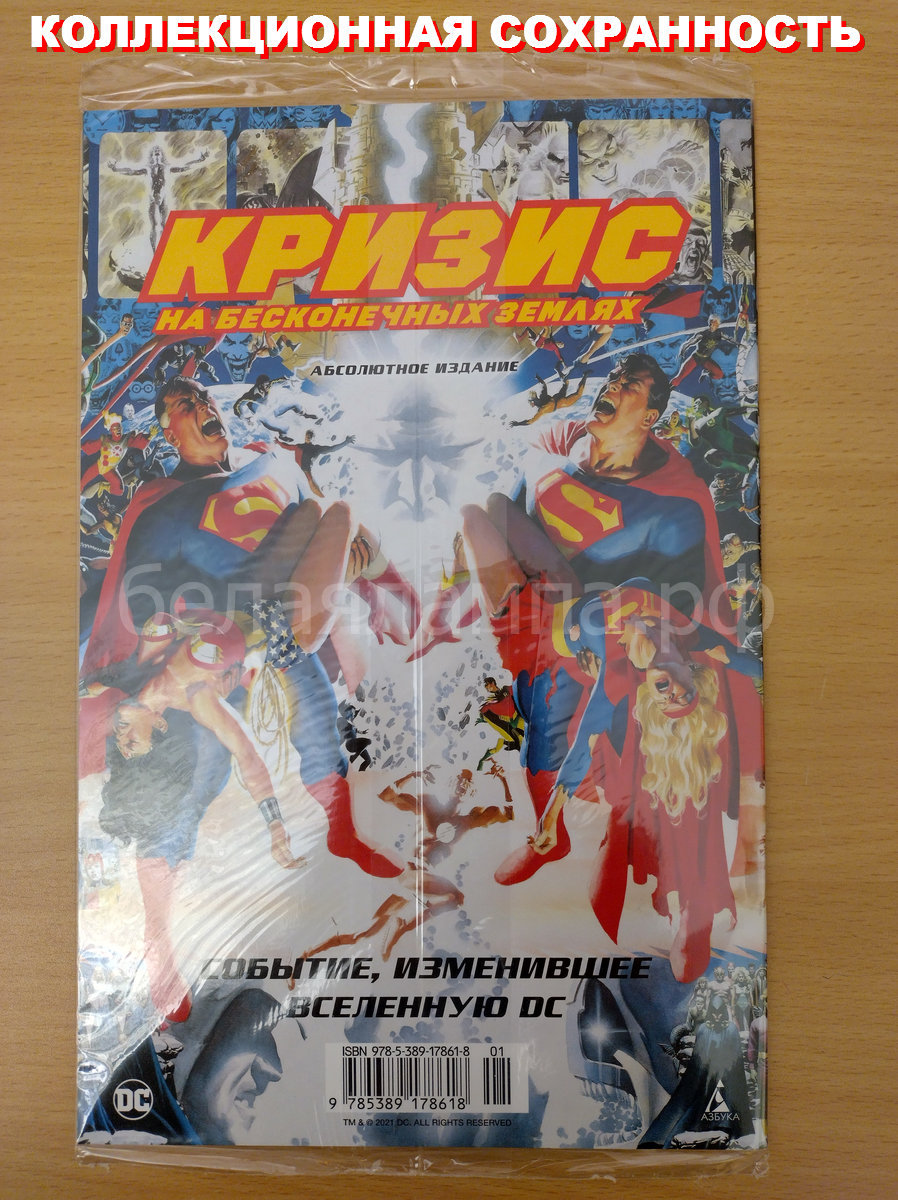 КОЛЛЕКЦИОННАЯ СОХРАННОСТЬ
КРИЗИС
НА БЕСКОНЕЧНЫХ ЗЕМЛЯХ
АБСОЛЮТНОЕ ИЗДАНИЕ
белаялампа.рф
СОБЫТИЕ, ИЗМЕНИВШЕЕ
ВСЕЛЕННУЮ DC
ISBN 978-5-389-17861-8 01
9 785389 178618
DC
АЗБУКА
TM & © 2021 DC. ALL RIGHTS RESERVED